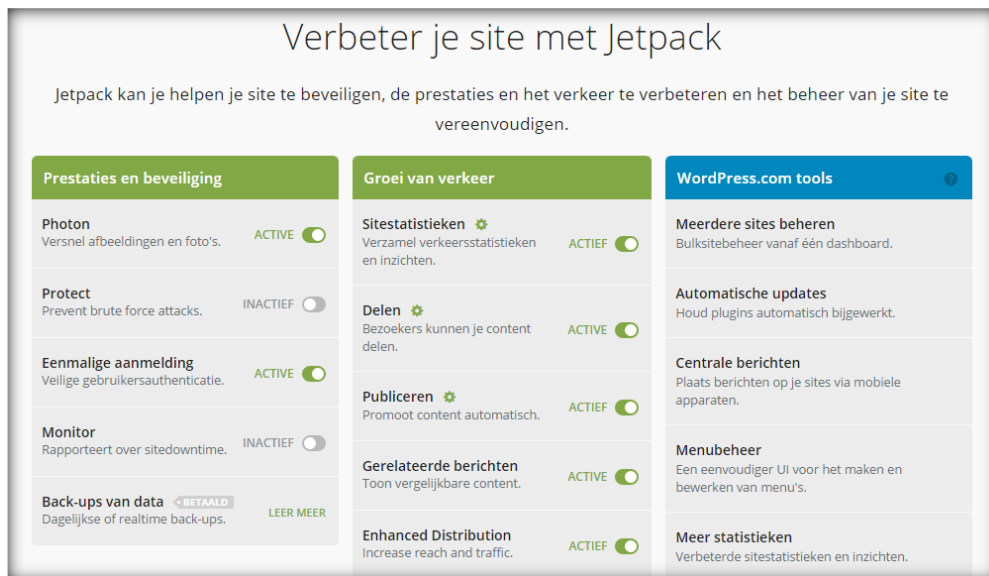 Verbeter je site met Jetpack
Jetpack kan je helpen je site te beveiligen, de prestaties en het verkeer te verbeteren en het beheer van je site te
vereenvoudigen.
Prestaties en beveiliging
Photon
Versnel afbeeldingen en foto's.
ACTIVE
Protect
Prevent brute force attacks.
INACTIEF
Eenmalige aanmelding
Veilige gebruikersauthenticatie.
ACTIVE
Monitor
Rapporteert over sitedowntime.
INACTIEF
Back-ups van data BETAALD
Dagelijkse of realtime back-ups.
LEER MEER
Groei van verkeer
Sitestatistieken
Verzamel verkeersstatistieken
en inzichten.
ACTIEF
Delen
Bezoekers kunnen je content
delen.
ACTIVE
Publiceren
Promoot content automatisch.
ACTIEF
Gerelateerde berichten
Toon vergelijkbare content.
ACTIVE
Enhanced Distribution
Increase reach and traffic.
ACTIEF
WordPress.com tools ?
Meerdere sites beheren
Bulksitebeheer vanaf één dashboard.
Automatische updates
Houd plugins automatisch bijgewerkt.
Centrale berichten
Plaats berichten op je sites via mobiele
apparaten.
Menubeheer
Een eenvoudiger UI voor het maken en
bewerken van menu's.
Meer statistieken
Verbeterde sitestatistieken en inzichten.